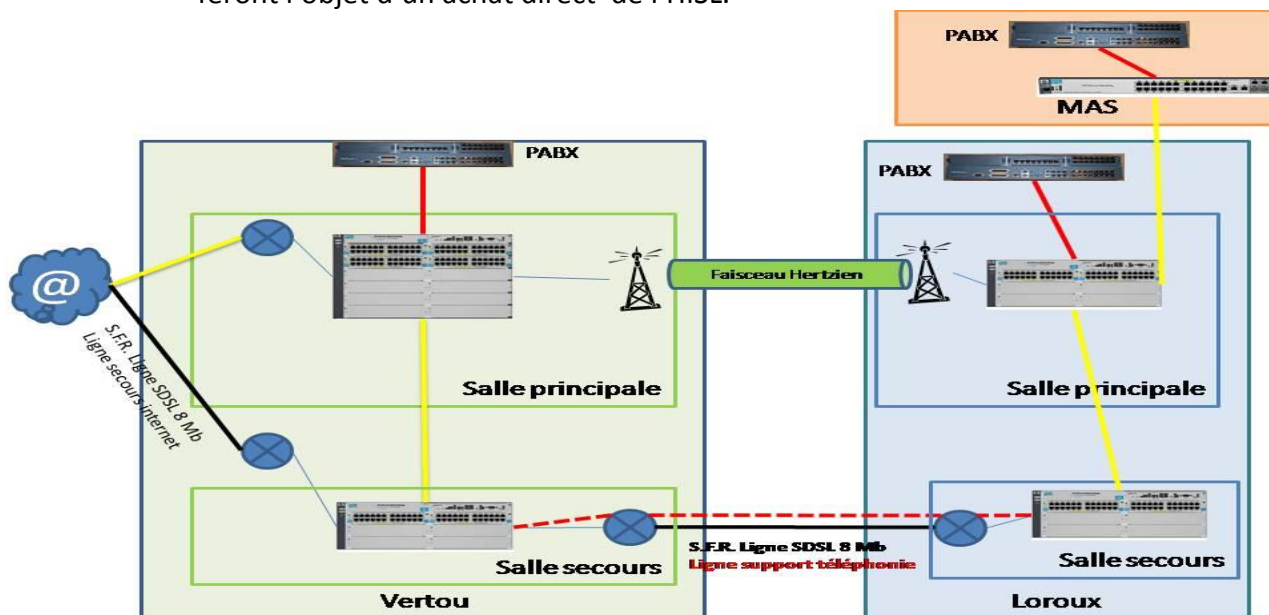 feront l'objet d'un achat direct de l'HISL.
PABX
MAS
PABX
PABX
@
Faisceau Hertzien
S.F.R. Ligne SDSL 8 Mb
Ligne secours internet
Salle principale
Salle principale
S.F.R. Ligne SDSL 8 Mb
Ligne support téléphonie
Salle secours
Salle secours
Vertou
Loroux